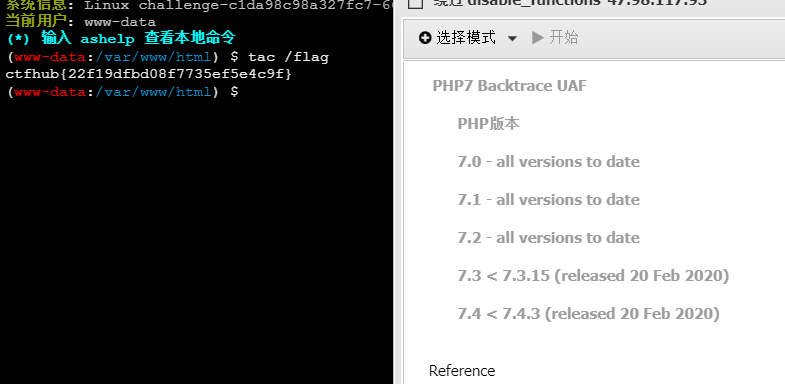 系统信息: Linux challenge-c1da98c98a327fc7-6
当前用户: www-data
(*) 输入 ashelp 查看本地命令
(www-data:/var/www/html) $ tac /flag
ctfhub{22f19dfbd08f7735ef5e4c9f}
(www-data:/var/www/html) $
绕过 disable_functions 47.98.117.93
选择模式 开始
PHP7 Backtrace UAF
PHP版本
7.0 - all versions to date
7.1 - all versions to date
7.2 - all versions to date
7.3 < 7.3.15 (released 20 Feb 2020)
7.4 < 7.4.3 (released 20 Feb 2020)
Reference